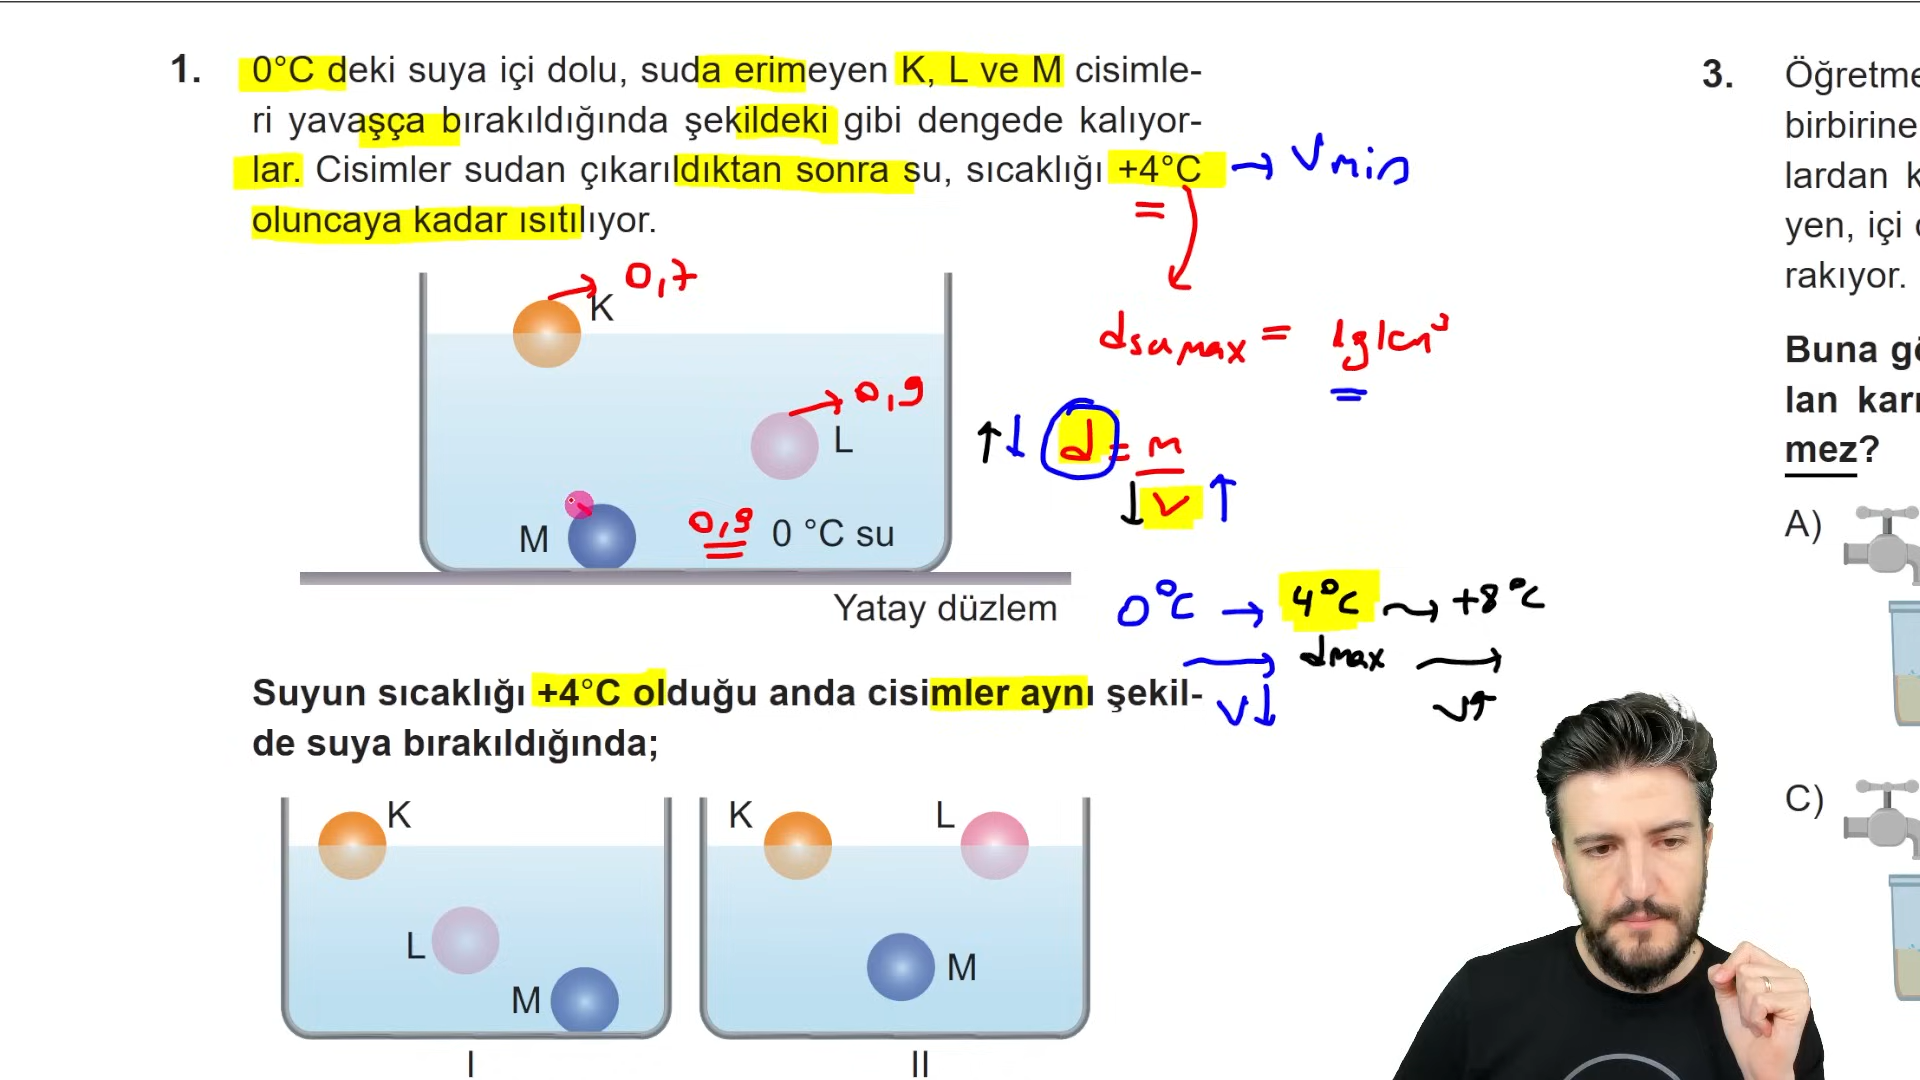 1. 0°C deki suya içi dolu, suda erimeyen K, L ve M cisimle-
ri yavaşça bırakıldığında şekildeki gibi dengede kalıyor-
lar. Cisimler sudan çıkarıldıktan sonra su, sıcaklığı +4°C → Vmin
oluncaya kadar ısıtılıyor.
K → 0,7
dsu max = 1g/cm³
L → 0,9
↑↓ d = m
↓ V ↑
M
0,9 0 °C su
Yatay düzlem
0°C → 4°C → +8°C
dmax
V↓ V↑
Suyun sıcaklığı +4°C olduğu anda cisimler aynı şekil-
de suya bırakıldığında;
K
L
M
I
K L
M
II
3. Öğretme
birbirine
lardan k
yen, içi
rakıyor.
Buna gö
lan karı
mez?
A)
C)